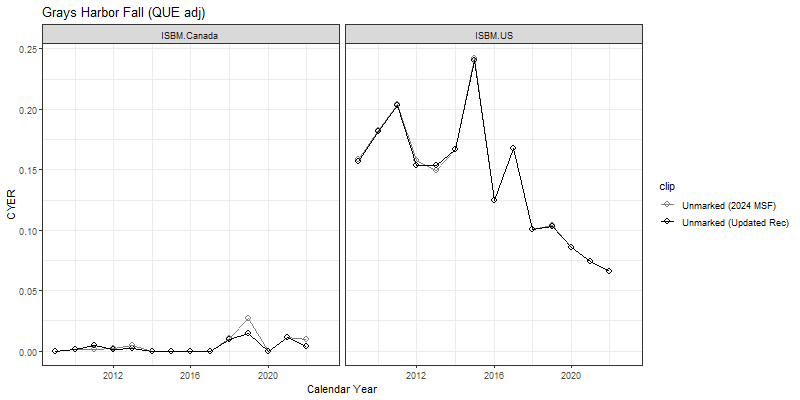 Grays Harbor Fall (QUE adj)
ISBM.Canada
ISBM.US
0.25
0.20
0.15
0.10
0.05
0.00
CYER
2012
2016
2020
2012
2016
2020
Calendar Year
clip
Unmarked (2024 MSF)
Unmarked (Updated Rec)